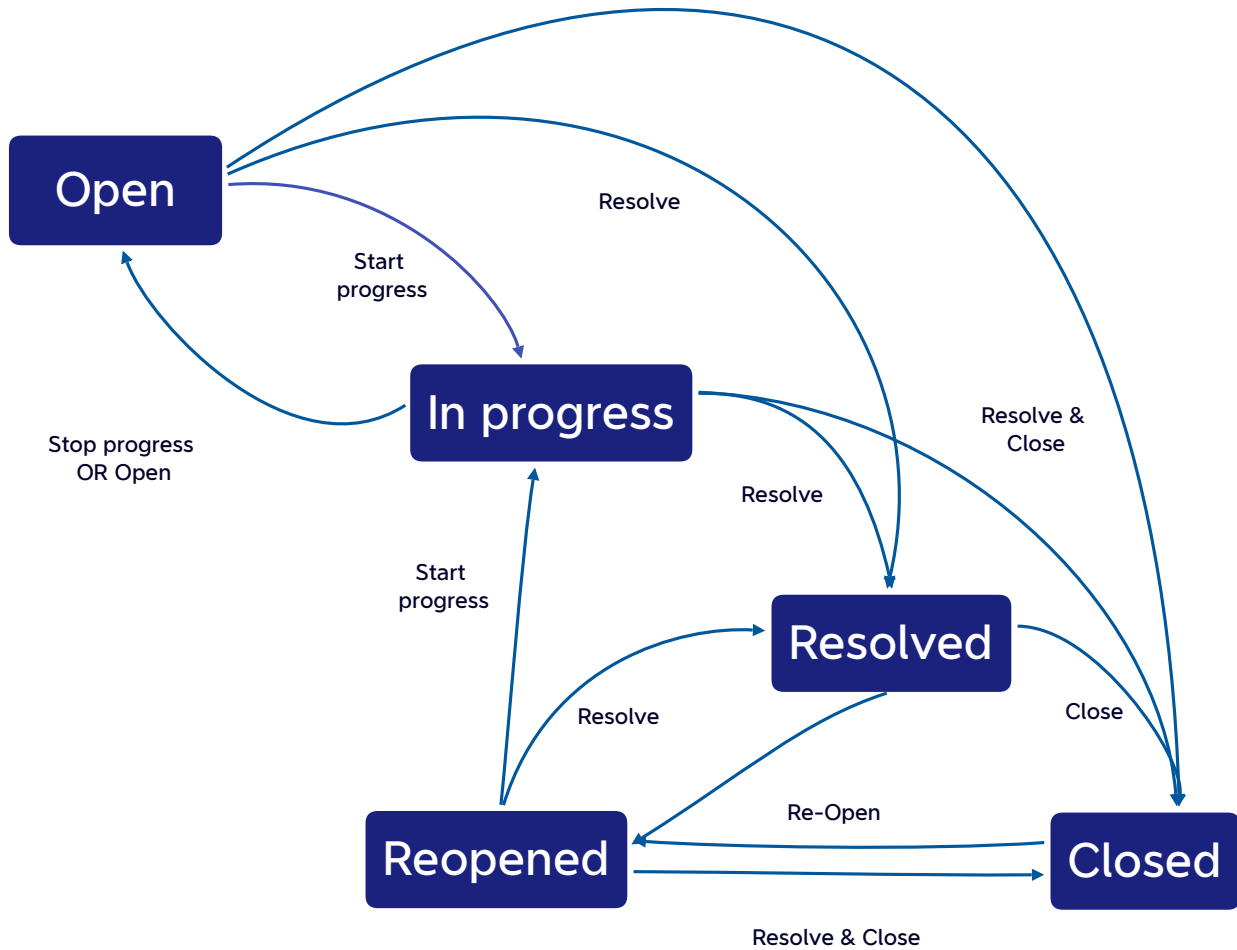 Open
Resolve
Start
progress
In progress
Resolve &
Close
Stop progress
OR Open
Resolve
Start
progress
Resolved
Resolve
Close
Re-Open
Reopened
Closed
Resolve & Close